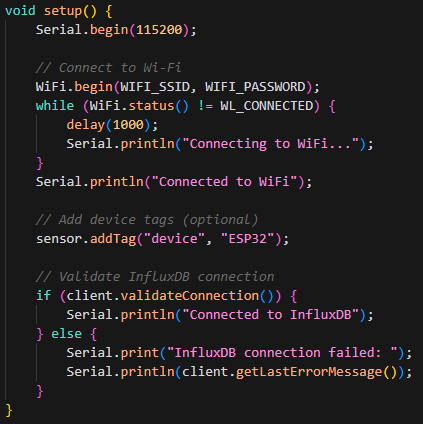 void setup() {
    Serial.begin(115200);

    // Connect to Wi-Fi
    WiFi.begin(WIFI_SSID, WIFI_PASSWORD);
    while (WiFi.status() != WL_CONNECTED) {
        delay(1000);
        Serial.println("Connecting to WiFi...");
    }
    Serial.println("Connected to WiFi");

    // Add device tags (optional)
    sensor.addTag("device", "ESP32");

    // Validate InfluxDB connection
    if (client.validateConnection()) {
        Serial.println("Connected to InfluxDB");
    } else {
        Serial.print("InfluxDB connection failed: ");
        Serial.println(client.getLastErrorMessage());
    }
}